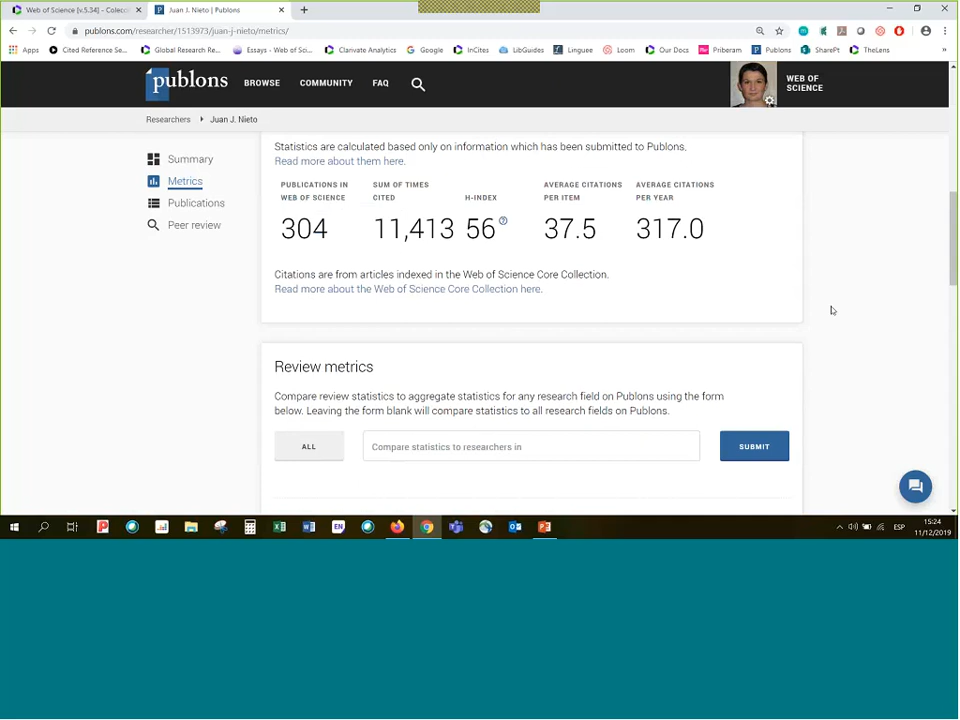 Web of Science [v.5.34] - Colecc
Juan J. Nieto | Publons
publons.com/researcher/1513973/juan-j-nieto/metrics/
Apps
Cited Reference Se...
Global Research Re...
Essays - Web of Sci...
Clarivate Analytics
Google
InCites
LibGuides
Linguee
Loom
Our Docs
Priberam
Publons
SharePt
TheLens
»
publons
BROWSE
COMMUNITY
FAQ
WEB OF
SCIENCE
Researchers
Juan J. Nieto
Summary
Metrics
Publications
Peer review
Statistics are calculated based only on information which has been submitted to Publons.
Read more about them here.
PUBLICATIONS IN
WEB OF SCIENCE
304
SUM OF TIMES
CITED
11,413
H-INDEX
56
AVERAGE CITATIONS
PER ITEM
37.5
AVERAGE CITATIONS
PER YEAR
317.0
Citations are from articles indexed in the Web of Science Core Collection.
Read more about the Web of Science Core Collection here.
Review metrics
Compare review statistics to aggregate statistics for any research field on Publons using the form
below. Leaving the form blank will compare statistics to all research fields on Publons.
ALL
Compare statistics to researchers in
SUBMIT
EN
ESP
15:24
11/12/2019